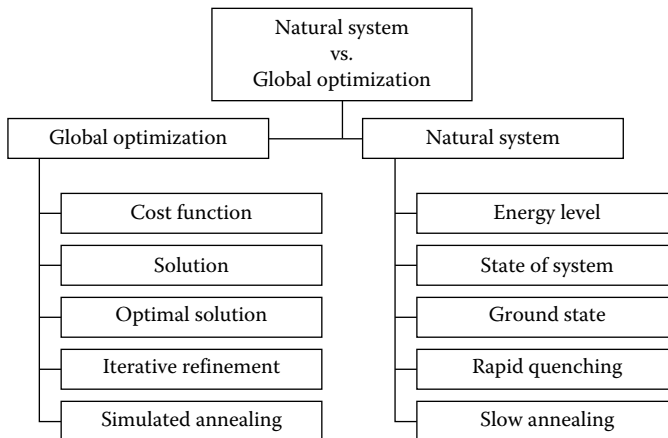 Natural system
vs.
Global optimization
Global optimization
Natural system
Cost function
Energy level
Solution
State of system
Optimal solution
Ground state
Iterative refinement
Rapid quenching
Simulated annealing
Slow annealing